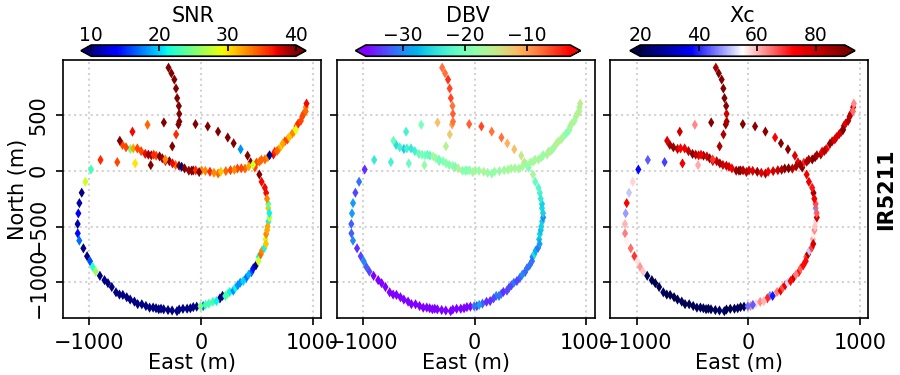 SNR DBV Xc
10 20 30 40 −30 −20 −10 20 40 60 80
North (m)
500
0
−500
−1000
IR5211
−1000 0 1000 −1000 0 1000 −1000 0 1000
East (m) East (m) East (m)